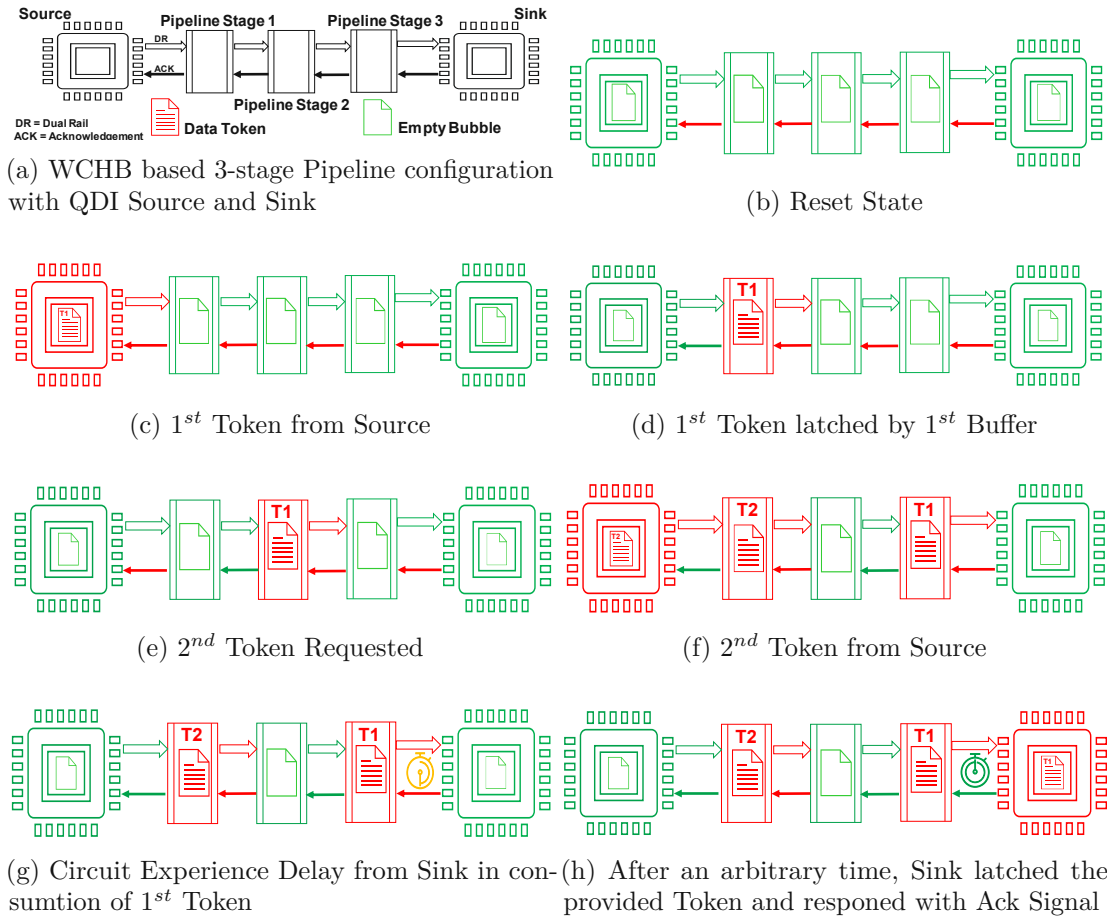 Source
Pipeline Stage 1
Pipeline Stage 3
Sink
DR
ACK
Pipeline Stage 2
DR = Dual Rail
ACK = Acknowledgement
Data Token
Empty Bubble
(a) WCHB based 3-stage Pipeline configuration
with QDI Source and Sink
(b) Reset State
T1
(c) 1st Token from Source
T1
(d) 1st Token latched by 1st Buffer
T1
(e) 2nd Token Requested
T2
T2
T1
(f) 2nd Token from Source
T2
T1
(g) Circuit Experience Delay from Sink in con-
sumtion of 1st Token
T2
T1
T1
(h) After an arbitrary time, Sink latched the
provided Token and responed with Ack Signal